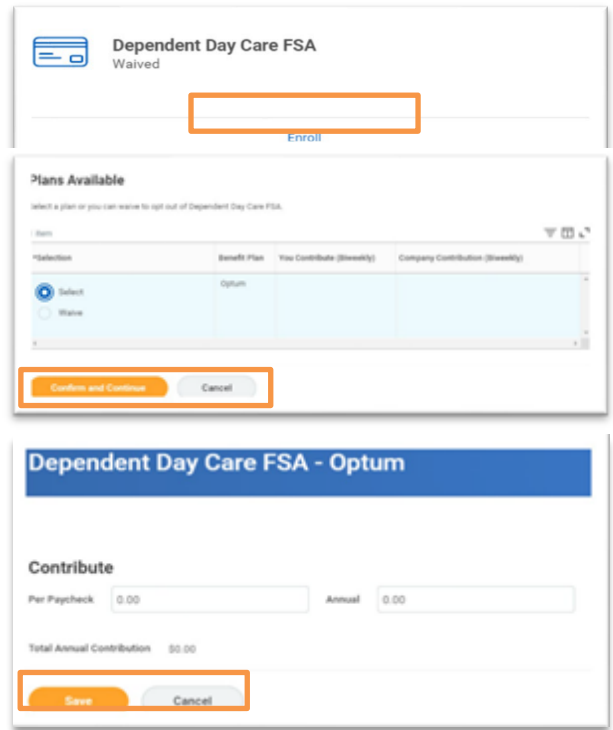 Dependent Day Care FSA
Waived
Enroll
Plans Available
Select a plan or you can waive to opt out of Dependent Day Care FSA.
item
*Selection Benefit Plan You Contribute (Biweekly) Company Contribution (Biweekly)
Select Optum
Waive
Confirm and Continue Cancel
Dependent Day Care FSA - Optum
Contribute
Per Paycheck 0.00 Annual 0.00
Total Annual Contribution $0.00
Save Cancel